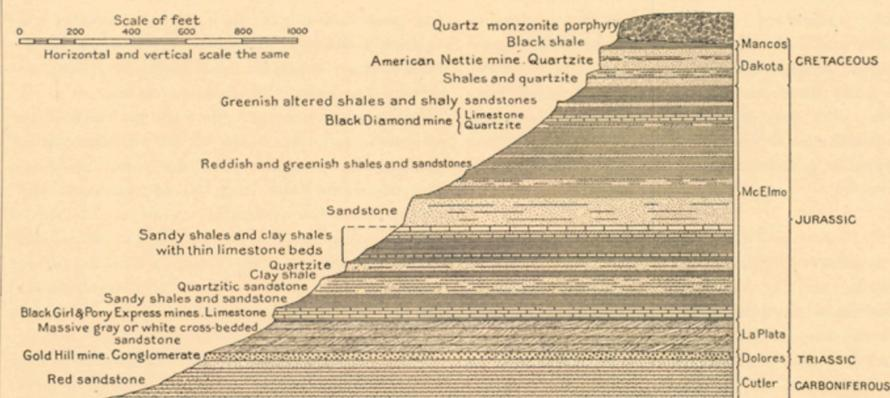 Scale of feet
0 200 400 600 800 1000
Horizontal and vertical scale the same
Quartz monzonite porphyry
Black shale
American Nettie mine. Quartzite
Shales and quartzite
Greenish altered shales and shaly sandstones
Black Diamond mine { Limestone
Quartzite
Reddish and greenish shales and sandstones
Sandstone
Sandy shales and clay shales
with thin limestone beds
Quartzite
Clay shale
Quartzitic sandstone
Sandy shales and sandstone
Black Girl & Pony Express mines. Limestone
Massive gray or white cross-bedded
sandstone
Gold Hill mine. Conglomerate
Red sandstone
Mancos
Dakota
CRETACEOUS
McElmo
JURASSIC
La Plata
Dolores
TRIASSIC
Cutler
CARBONIFEROUS